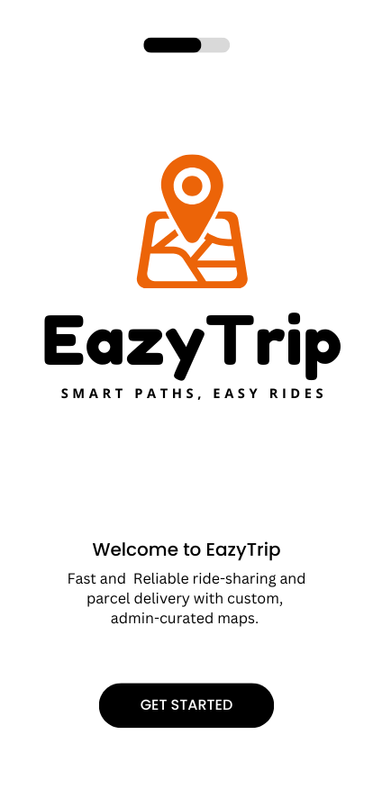 EazyTrip
SMART PATHS, EASY RIDES
Welcome to EazyTrip
Fast and  Reliable ride-sharing and
parcel delivery with custom,
admin-curated maps.
GET STARTED